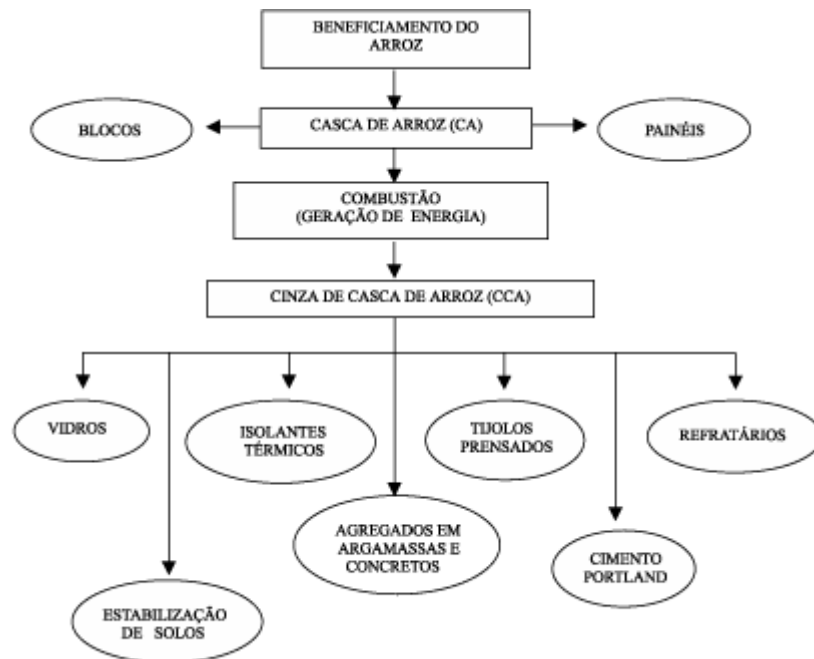 BENEFICIAMENTO DO
ARROZ
BLOCOS
CASCA DE ARROZ (CA)
PAINÉIS
COMBUSTÃO
(GERAÇÃO DE ENERGIA)
CINZA DE CASCA DE ARROZ (CCA)
VIDROS
ISOLANTES
TÉRMICOS
TIJOLOS
PRENSADOS
REFRATÁRIOS
AGREGADOS EM
ARGAMASSAS E
CONCRETOS
CIMENTO
PORTLAND
ESTABILIZAÇÃO
DE SOLOS